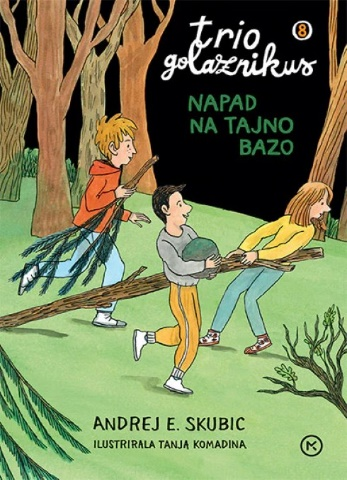 trio
8
golaznikus
NAPAD
NA TAJNO
BAZO
ANDREJ E. SKUBIC
ILUSTRIRALA TANJA KOMADINA
M